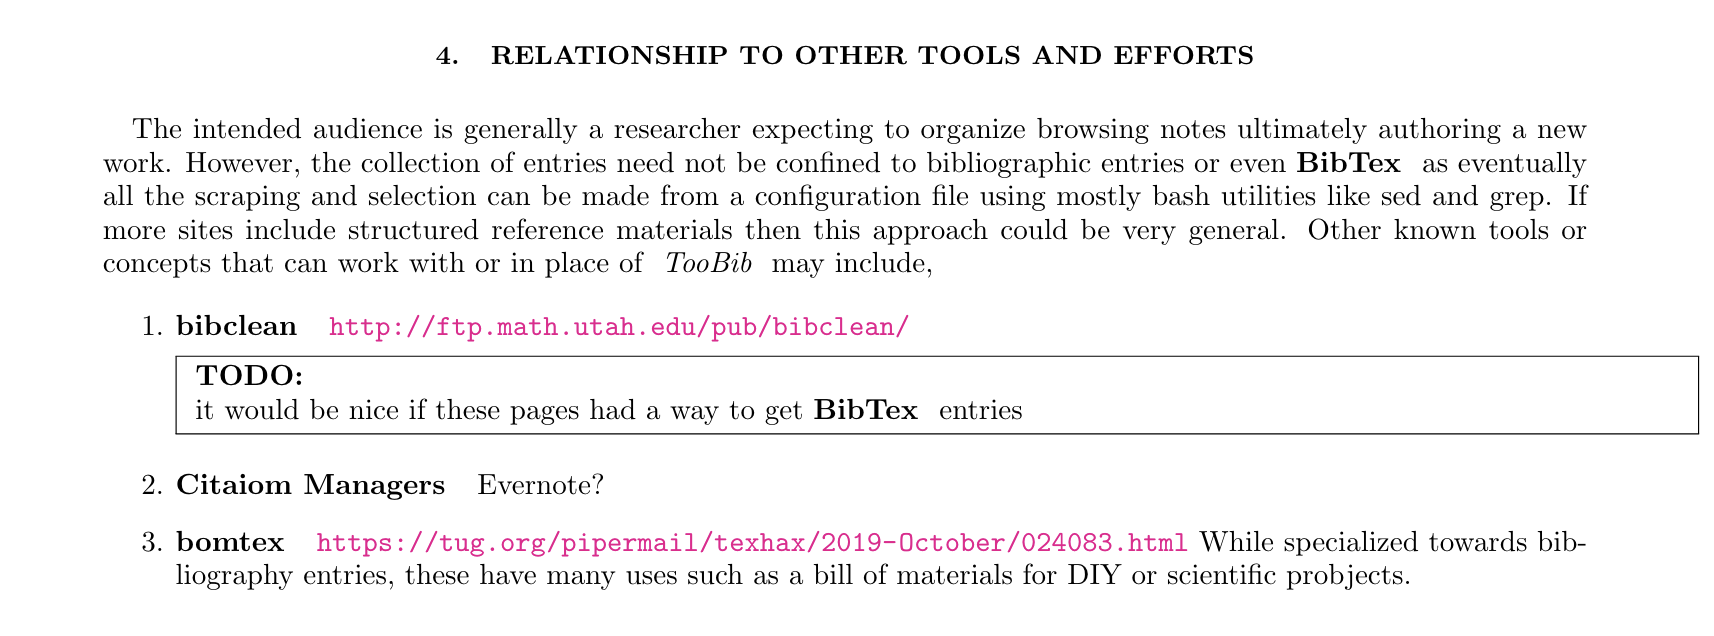 4. RELATIONSHIP TO OTHER TOOLS AND EFFORTS
The intended audience is generally a researcher expecting to organize browsing notes ultimately authoring a new
work. However, the collection of entries need not be confined to bibliographic entries or even BibTex as eventually
all the scraping and selection can be made from a configuration file using mostly bash utilities like sed and grep. If
more sites include structured reference materials then this approach could be very general. Other known tools or
concepts that can work with or in place of TooBib may include,
1. bibclean http://ftp.math.utah.edu/pub/bibclean/
TODO:
it would be nice if these pages had a way to get BibTex entries
2. Citaiom Managers Evernote?
3. bomtex https://tug.org/pipermail/texhax/2019-October/024083.html While specialized towards bib-
liography entries, these have many uses such as a bill of materials for DIY or scientific probjects.